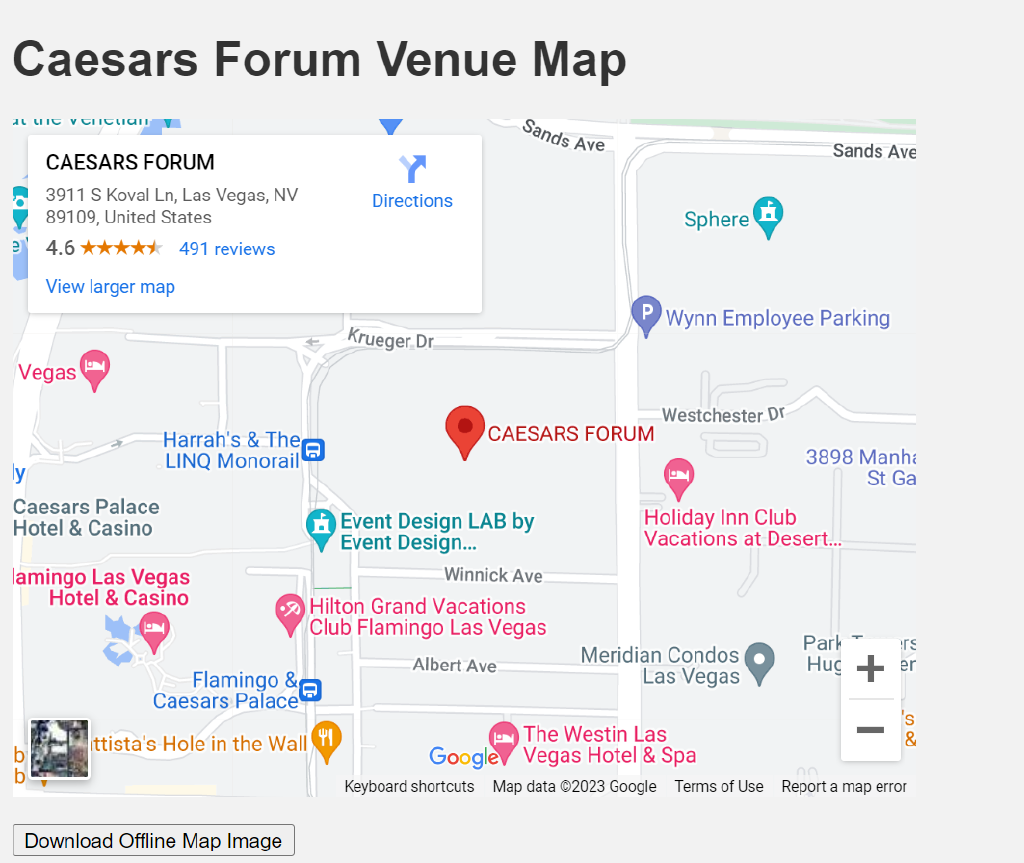 Caesars Forum Venue Map
at the Venetian
Sands Ave
Sands Ave
CAESARS FORUM
3911 S Koval Ln, Las Vegas, NV
89109, United States
4.6
491 reviews
View larger map
Directions
Sphere
P
Wynn Employee Parking
Krueger Dr
Vegas
Westchester Dr
CAESARS FORUM
Harrah's & The
LINQ Monorail
3898 Manha
St Ga
ly
Caesars Palace
Hotel & Casino
Holiday Inn Club
Vacations at Desert...
Event Design LAB by
Event Design...
Winnick Ave
lamingo Las Vegas
Hotel & Casino
Hilton Grand Vacations
Club Flamingo Las Vegas
Albert Ave
Meridian Condos
Las Vegas
Park
Flamingo &
Caesars Palace
ttista's Hole in the Wall
The Westin Las
Vegas Hotel & Spa
's
&
b
b
Google
Keyboard shortcuts
Map data ©2023 Google
Terms of Use
Report a map error
Download Offline Map Image